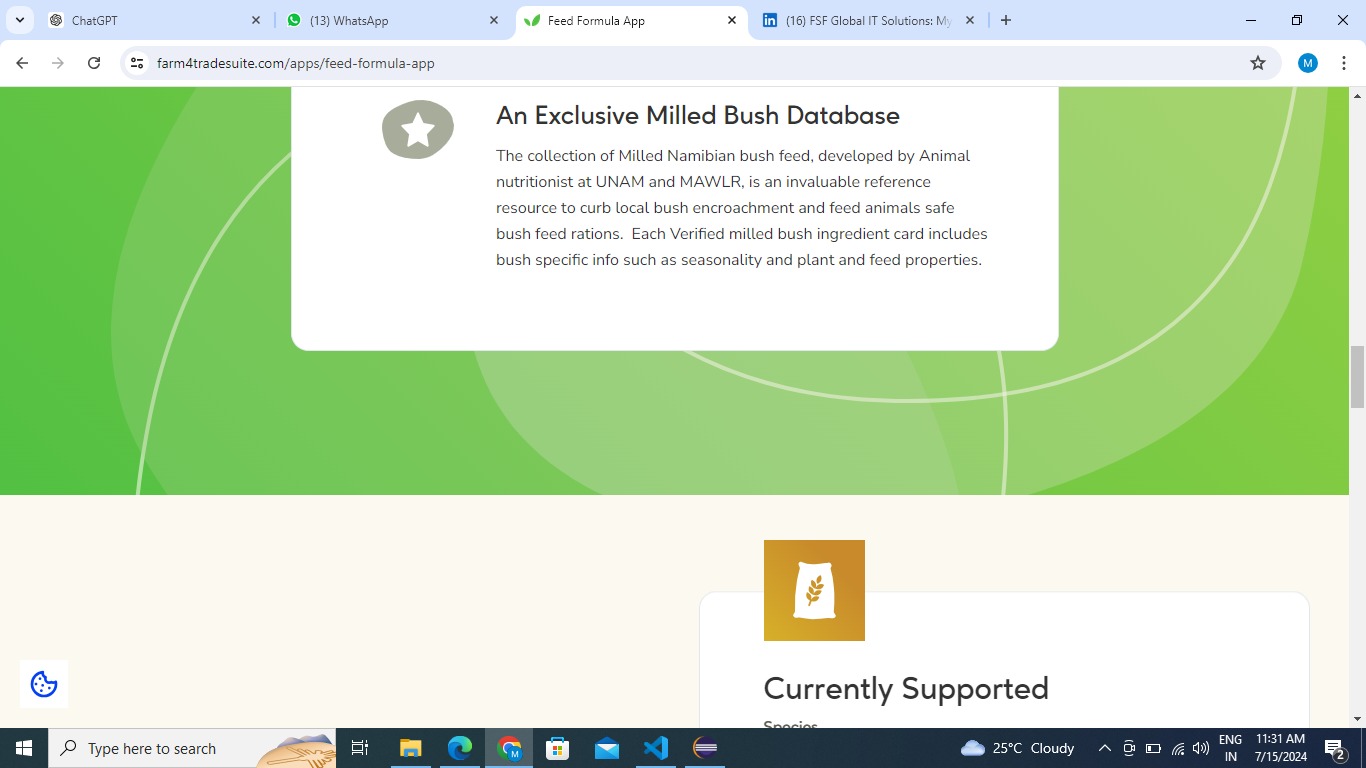 ChatGPT
(13) WhatsApp
Feed Formula App
(16) FSF Global IT Solutions: My
farm4tradesuite.com/apps/feed-formula-app
M
An Exclusive Milled Bush Database
The collection of Milled Namibian bush feed, developed by Animal
nutritionist at UNAM and MAWLR, is an invaluable reference
resource to curb local bush encroachment and feed animals safe
bush feed rations.  Each Verified milled bush ingredient card includes
bush specific info such as seasonality and plant and feed properties.
Currently Supported
Species
Type here to search
M
25°C Cloudy
ENG
IN
11:31 AM
7/15/2024
2